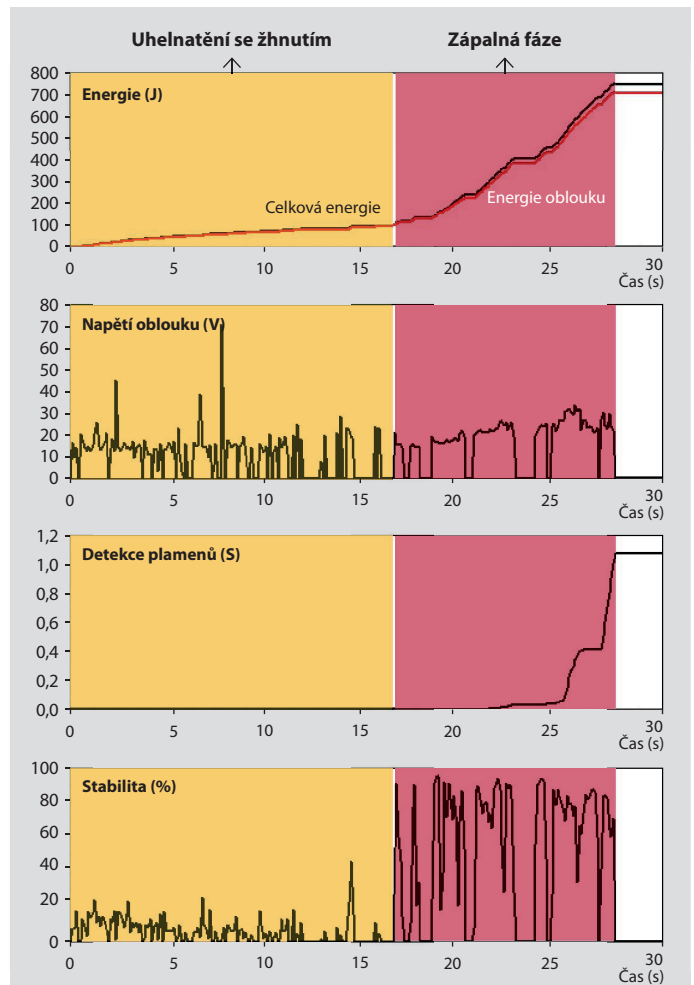 Uhelnatění se žhnutím Zápalná fáze
800
Energie (J)
700
600
500
400
300
200
100
0
Celková energie
Energie oblouku
0 5 10 15 20 25 30
Čas (s)
80
Napětí oblouku (V)
70
60
50
40
30
20
10
0
0 5 10 15 20 25 30
Čas (s)
1,2
Detekce plamenů (S)
1,0
0,8
0,6
0,4
0,2
0,0
0 5 10 15 20 25 30
Čas (s)
100
Stabilita (%)
80
60
40
20
0
0 5 10 15 20 25 30
Čas (s)